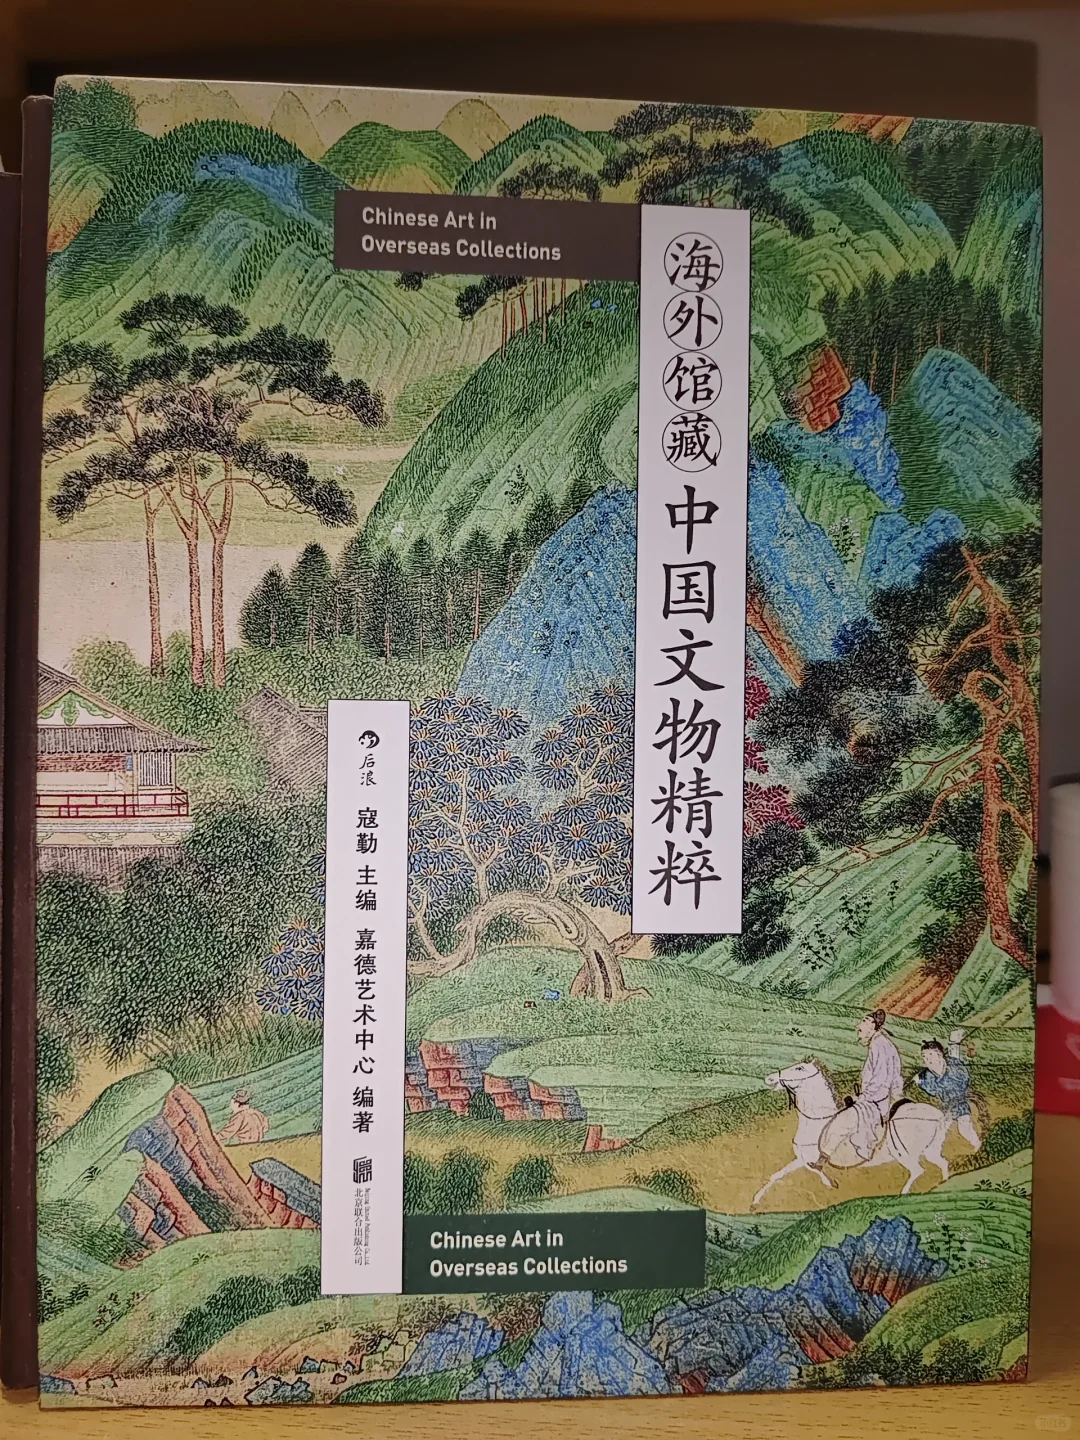 Chinese Art in
Overseas Collections
海外馆藏
中国文物精粹
后浪
寇勤 主编 嘉德艺术中心 编著
北京联合出版公司
Chinese Art in
Overseas Collections